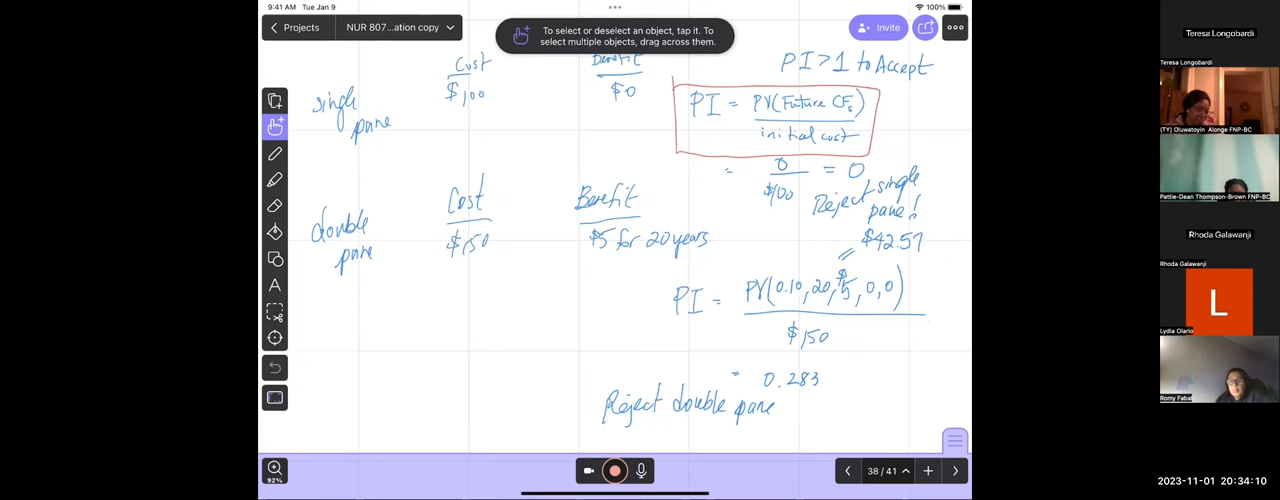 9:41 AM Tue Jan 9
100%
Projects
NUR 807...ation copy
To select or deselect an object, tap it. To
select multiple objects, drag across them.
Invite
Cost
Benefit
PI > 1 to Accept
single
pane
$100
$0
PI = PV(Future CFs)
initial cost
= 0 = 0
$100
Reject single
pane!
double
pane
Cost
Benefit
$150
$5 for 20 years
$42.57
=
PI = PV(0.10, 20, $5, 0, 0)
$150
= 0.283
Reject double pane
A
92%
38 / 41
Teresa Longobardi
Teresa Longobardi
(TY) Oluwatoyin Alonge FNP-BC
Pattie-Dean Thompson-Brown FNP-BC
Rhoda Galawanji
Rhoda Galawanji
L
Lydia Olario
Romy Fabal
2023-11-01 20:34:10